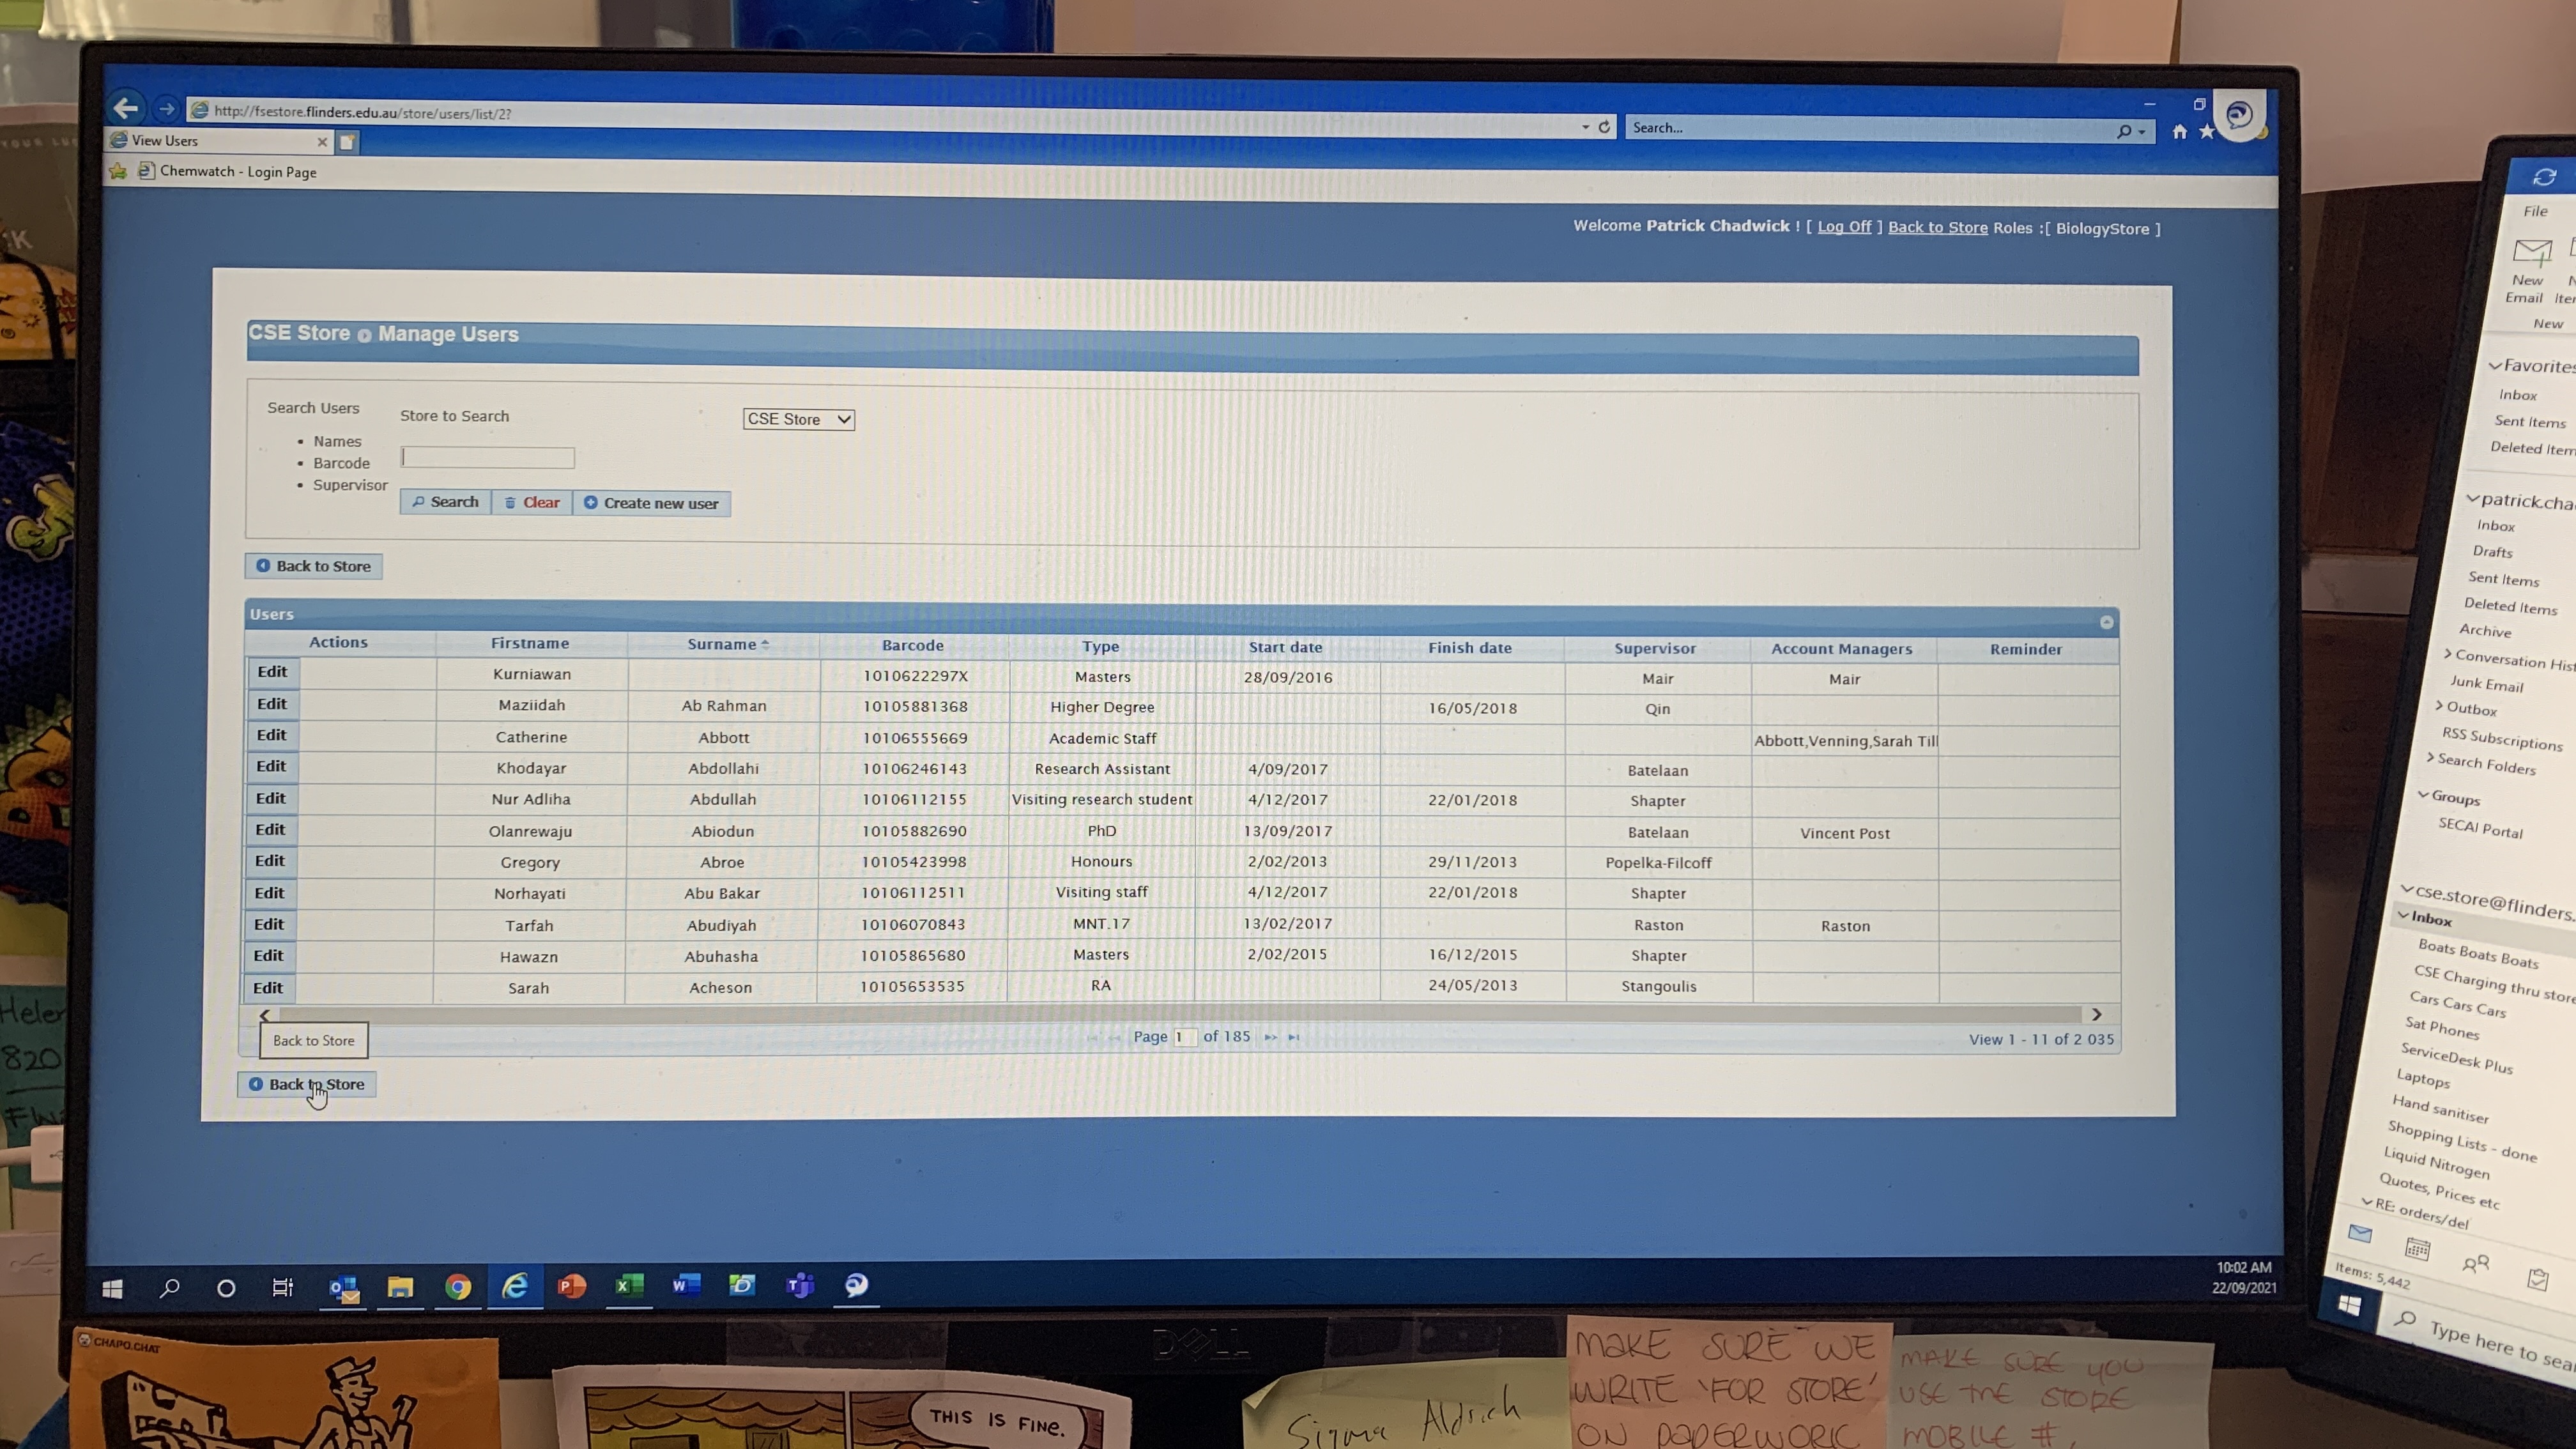 http://fsestore.flinders.edu.au/store/users/list/2?
Search...
View Users
Chemwatch - Login Page
Welcome Patrick Chadwick ! [ Log Off ] Back to Store Roles :[ BiologyStore ]
CSE Store Manage Users
Search Users
Store to Search
CSE Store
• Names
• Barcode
• Supervisor
Search Clear Create new user
Back to Store
Users
Actions Firstname Surname Barcode Type Start date Finish date Supervisor Account Managers Reminder
Edit Kurniawan 1010622297X Masters 28/09/2016 Mair Mair
Edit Maziidah Ab Rahman 10105881368 Higher Degree 16/05/2018 Qin
Edit Catherine Abbott 10106555669 Academic Staff Abbott,Venning,Sarah Till
Edit Khodayar Abdollahi 10106246143 Research Assistant 4/09/2017 Batelaan
Edit Nur Adliha Abdullah 10106112155 Visiting research student 4/12/2017 22/01/2018 Shapter
Edit Olanrewaju Abiodun 10105882690 PhD 13/09/2017 Batelaan Vincent Post
Edit Gregory Abroe 10105423998 Honours 2/02/2013 29/11/2013 Popelka-Filcoff
Edit Norhayati Abu Bakar 10106112511 Visiting staff 4/12/2017 22/01/2018 Shapter
Edit Tarfah Abudiyah 10106070843 MNT.17 13/02/2017 Raston Raston
Edit Hawazn Abuhasha 10105865680 Masters 2/02/2015 16/12/2015 Shapter
Edit Sarah Acheson 10105653535 RA 24/05/2013 Stangoulis
Back to Store
Page 1 of 185
View 1 - 11 of 2 035
Back to Store
10:02 AM
22/09/2021
DELL
File
New
Email
New
Favorites
Inbox
Sent Items
Deleted Item
patrick.cha
Inbox
Drafts
Sent Items
Deleted Items
Archive
Conversation Hist
Junk Email
Outbox
RSS Subscriptions
Search Folders
Groups
SECAI Portal
cse.store@flinders.
Inbox
Boats Boats Boats
CSE Charging thru store
Cars Cars Cars
Sat Phones
ServiceDesk Plus
Laptops
Hand sanitiser
Shopping Lists - done
Liquid Nitrogen
Quotes, Prices etc
RE: orders/del
Items: 5,442
Type here to sea
Helen
820
CHAPO.CHAT
THIS IS FINE.
Sigma Aldrich
MAKE SURE WE
WRITE 'FOR STORE'
ON PAPERWORK
MAKE SURE YOU
USE THE STORE
MOBILE #.